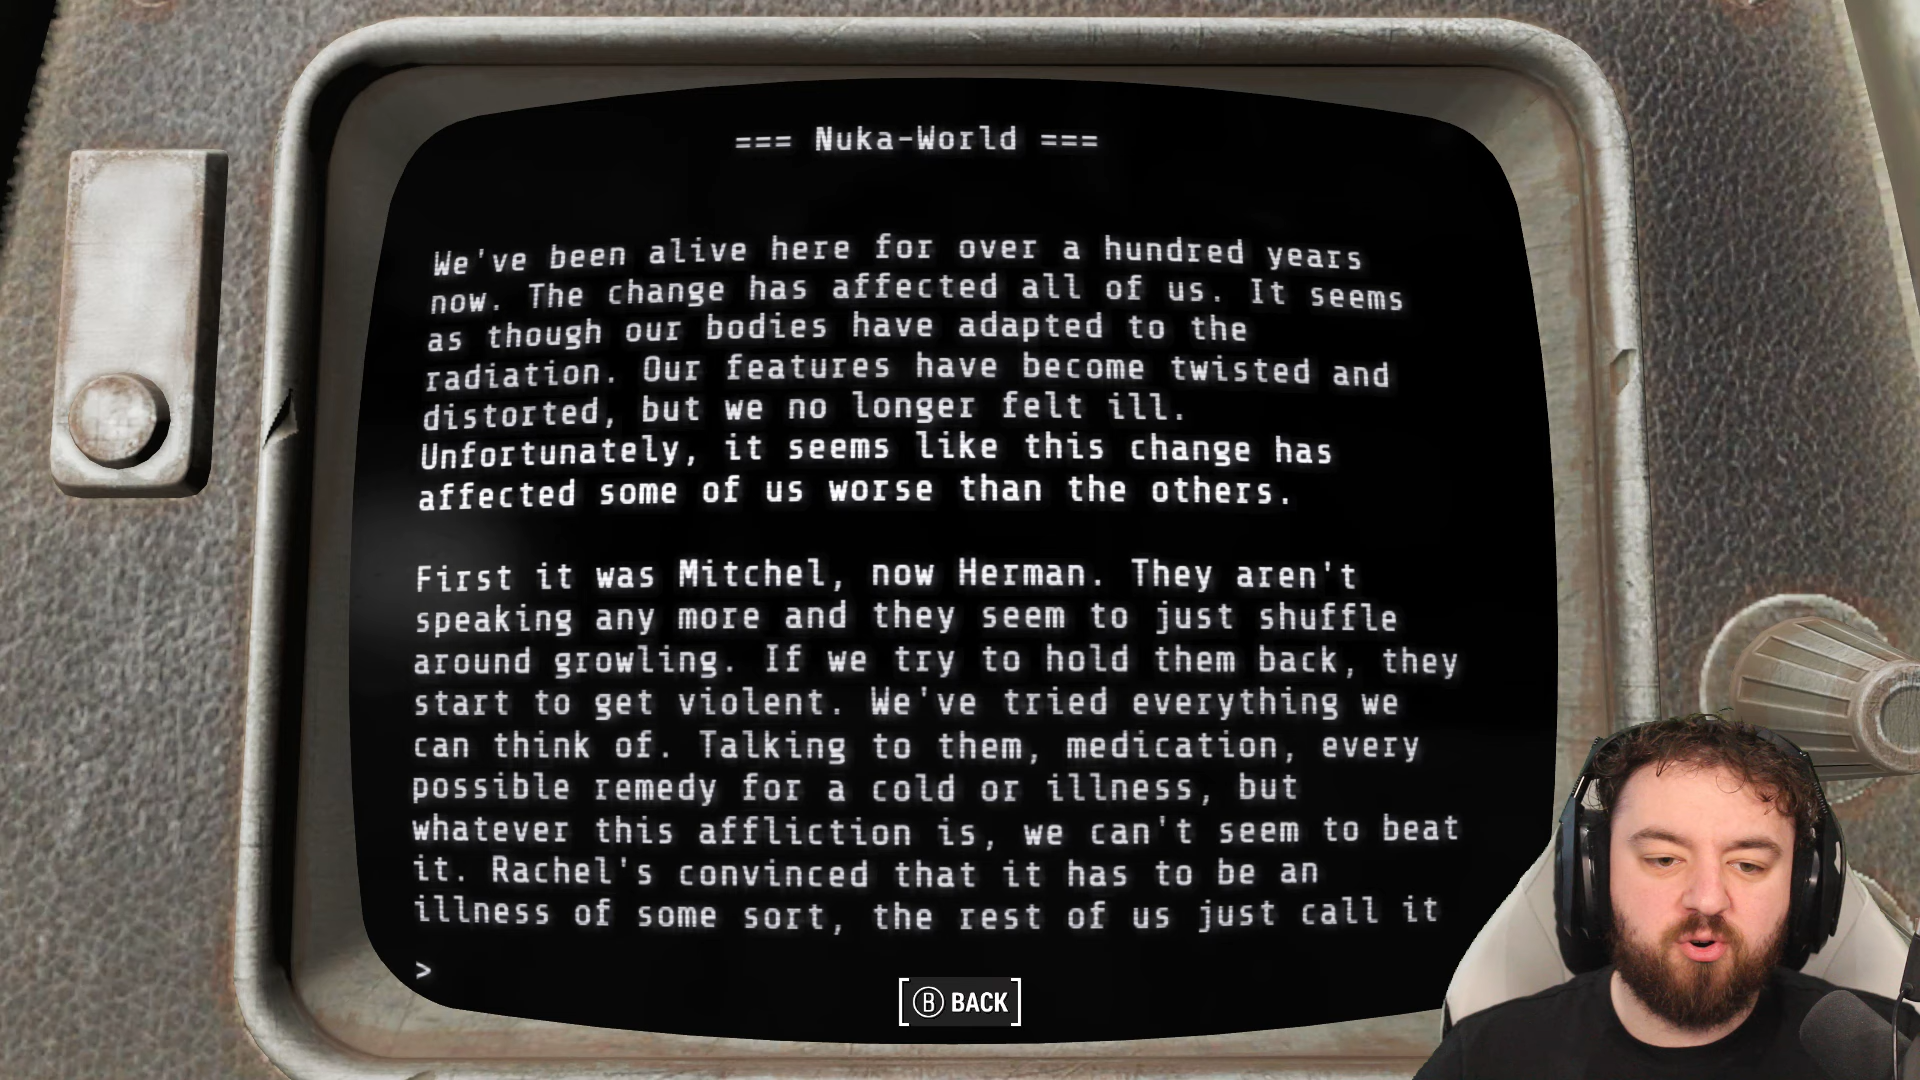 === Nuka-World ===
We've been alive here for over a hundred years
now. The change has affected all of us. It seems
as though our bodies have adapted to the
radiation. Our features have become twisted and
distorted, but we no longer felt ill.
Unfortunately, it seems like this change has
affected some of us worse than the others.
First it was Mitchel, now Herman. They aren't
speaking any more and they seem to just shuffle
around growling. If we try to hold them back, they
start to get violent. We've tried everything we
can think of. Talking to them, medication, every
possible remedy for a cold or illness, but
whatever this affliction is, we can't seem to beat
it. Rachel's convinced that it has to be an
illness of some sort, the rest of us just call it
>
[Ⓑ BACK]